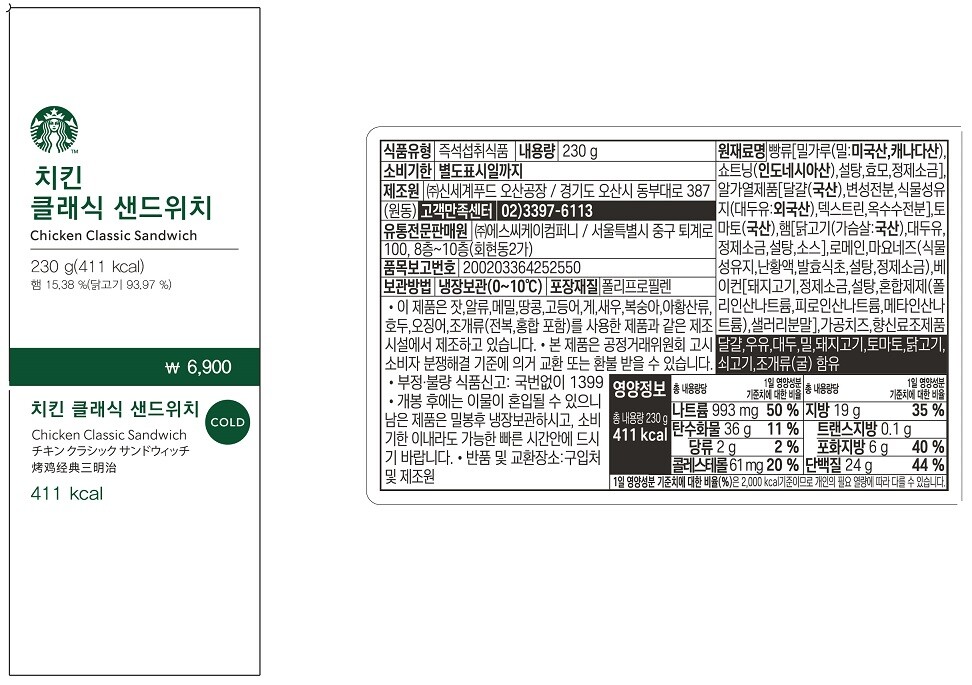 치킨
클래식 샌드위치
Chicken Classic Sandwich
230 g(411 kcal)
햄 15.38 %(닭고기 93.97 %)
₩ 6,900
치킨 클래식 샌드위치
COLD
Chicken Classic Sandwich
チキン クラシック サンドウィッチ
烤鸡经典三明治
411 kcal
식품유형 즉석섭취식품 내용량 230 g
소비기한 별도표시일까지
제조원 ㈜신세계푸드 오산공장 / 경기도 오산시 동부대로 387
(원동) 고객만족센터 02)3397-6113
유통전문판매원 ㈜에스씨케이컴퍼니 / 서울특별시 중구 퇴계로
100, 8층~10층(회현동2가)
품목보고번호 200203364252550
보관방법 냉장보관(0~10℃) 포장재질 폴리프로필렌
• 이 제품은 잣,알류,메밀,땅콩,고등어,게,새우,복숭아,아황산류,
호두,오징어,조개류(전복,홍합 포함)를 사용한 제품과 같은 제조
시설에서 제조하고 있습니다. • 본 제품은 공정거래위원회 고시
소비자 분쟁해결 기준에 의거 교환 또는 환불 받을 수 있습니다.
• 부정·불량 식품신고: 국번없이 1399
• 개봉 후에는 이물이 혼입될 수 있으니
남은 제품은 밀봉후 냉장보관하시고, 소비
기한 이내라도 가능한 빠른 시간안에 드시
기 바랍니다. • 반품 및 교환장소:구입처
및 제조원
원재료명 빵류[밀가루(밀:미국산,캐나다산),
쇼트닝(인도네시아산),설탕,효모,정제소금],
알가열제품[달걀(국산),변성전분,식물성유
지(대두유:외국산),덱스트린,옥수수전분],토
마토(국산),햄[닭고기(가슴살:국산),대두유,
정제소금,설탕,소스],로메인,마요네즈(식물
성유지,난황액,발효식초,설탕,정제소금),베
이컨[돼지고기,정제소금,설탕,혼합제제(폴
리인산나트륨,피로인산나트륨,메타인산나
트륨),샐러리분말],가공치즈,향신료조제품
달걀,우유,대두,밀,돼지고기,토마토,닭고기,
쇠고기,조개류(굴) 함유
영양정보
총 내용량 230 g
411 kcal
총 내용량당 1일 영양성분 기준치에 대한 비율 총 내용량당 1일 영양성분 기준치에 대한 비율
나트륨 993 mg 50 % 지방 19 g 35 %
탄수화물 36 g 11 % 트랜스지방 0.1 g
당류 2 g 2 % 포화지방 6 g 40 %
콜레스테롤 61 mg 20 % 단백질 24 g 44 %
1일 영양성분 기준치에 대한 비율(%)은 2,000 kcal기준이므로 개인의 필요 열량에 따라 다를 수 있습니다.